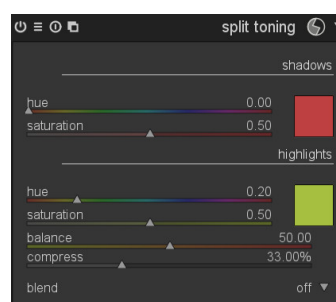 split toning
shadows
hue 0.00
saturation 0.50
highlights
hue 0.20
saturation 0.50
balance 50.00
compress 33.00%
blend off